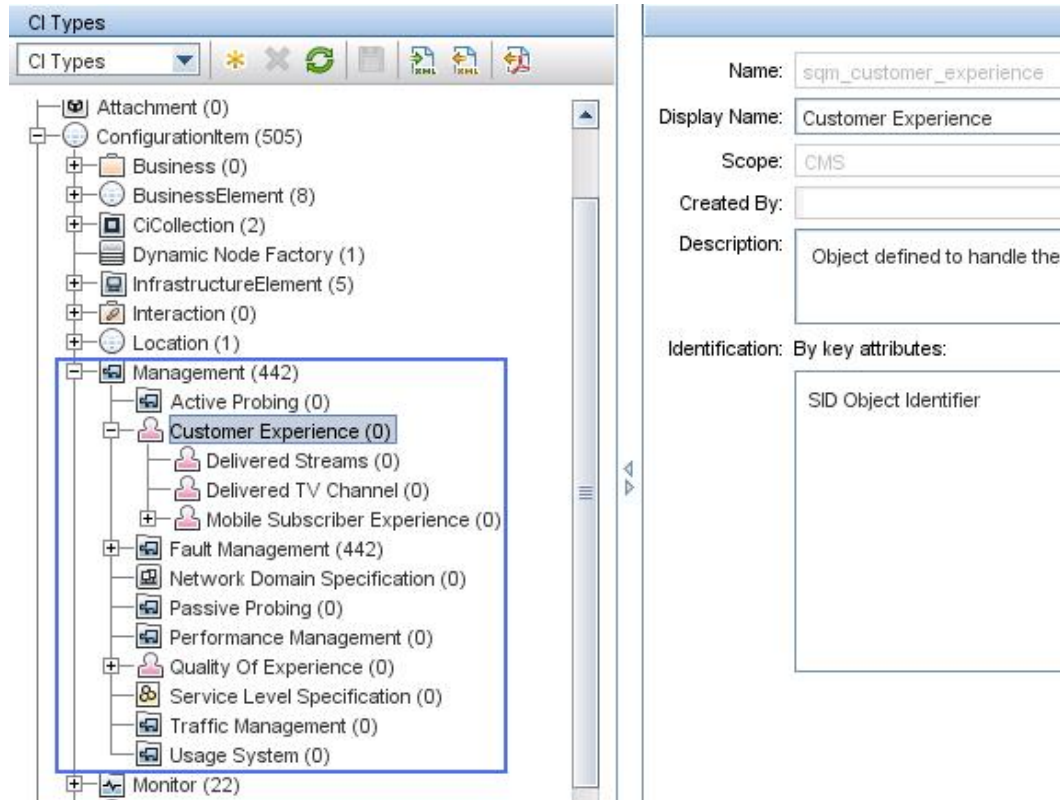 CI Types
CI Types
XML
XML
Attachment (0)
ConfigurationItem (505)
Business (0)
BusinessElement (8)
CiCollection (2)
Dynamic Node Factory (1)
InfrastructureElement (5)
Interaction (0)
Location (1)
Management (442)
Active Probing (0)
Customer Experience (0)
Delivered Streams (0)
Delivered TV Channel (0)
Mobile Subscriber Experience (0)
Fault Management (442)
Network Domain Specification (0)
Passive Probing (0)
Performance Management (0)
Quality Of Experience (0)
Service Level Specification (0)
Traffic Management (0)
Usage System (0)
Monitor (22)
Name: sqm_customer_experience
Display Name: Customer Experience
Scope: CMS
Created By:
Description: Object defined to handle the
Identification: By key attributes:
SID Object Identifier